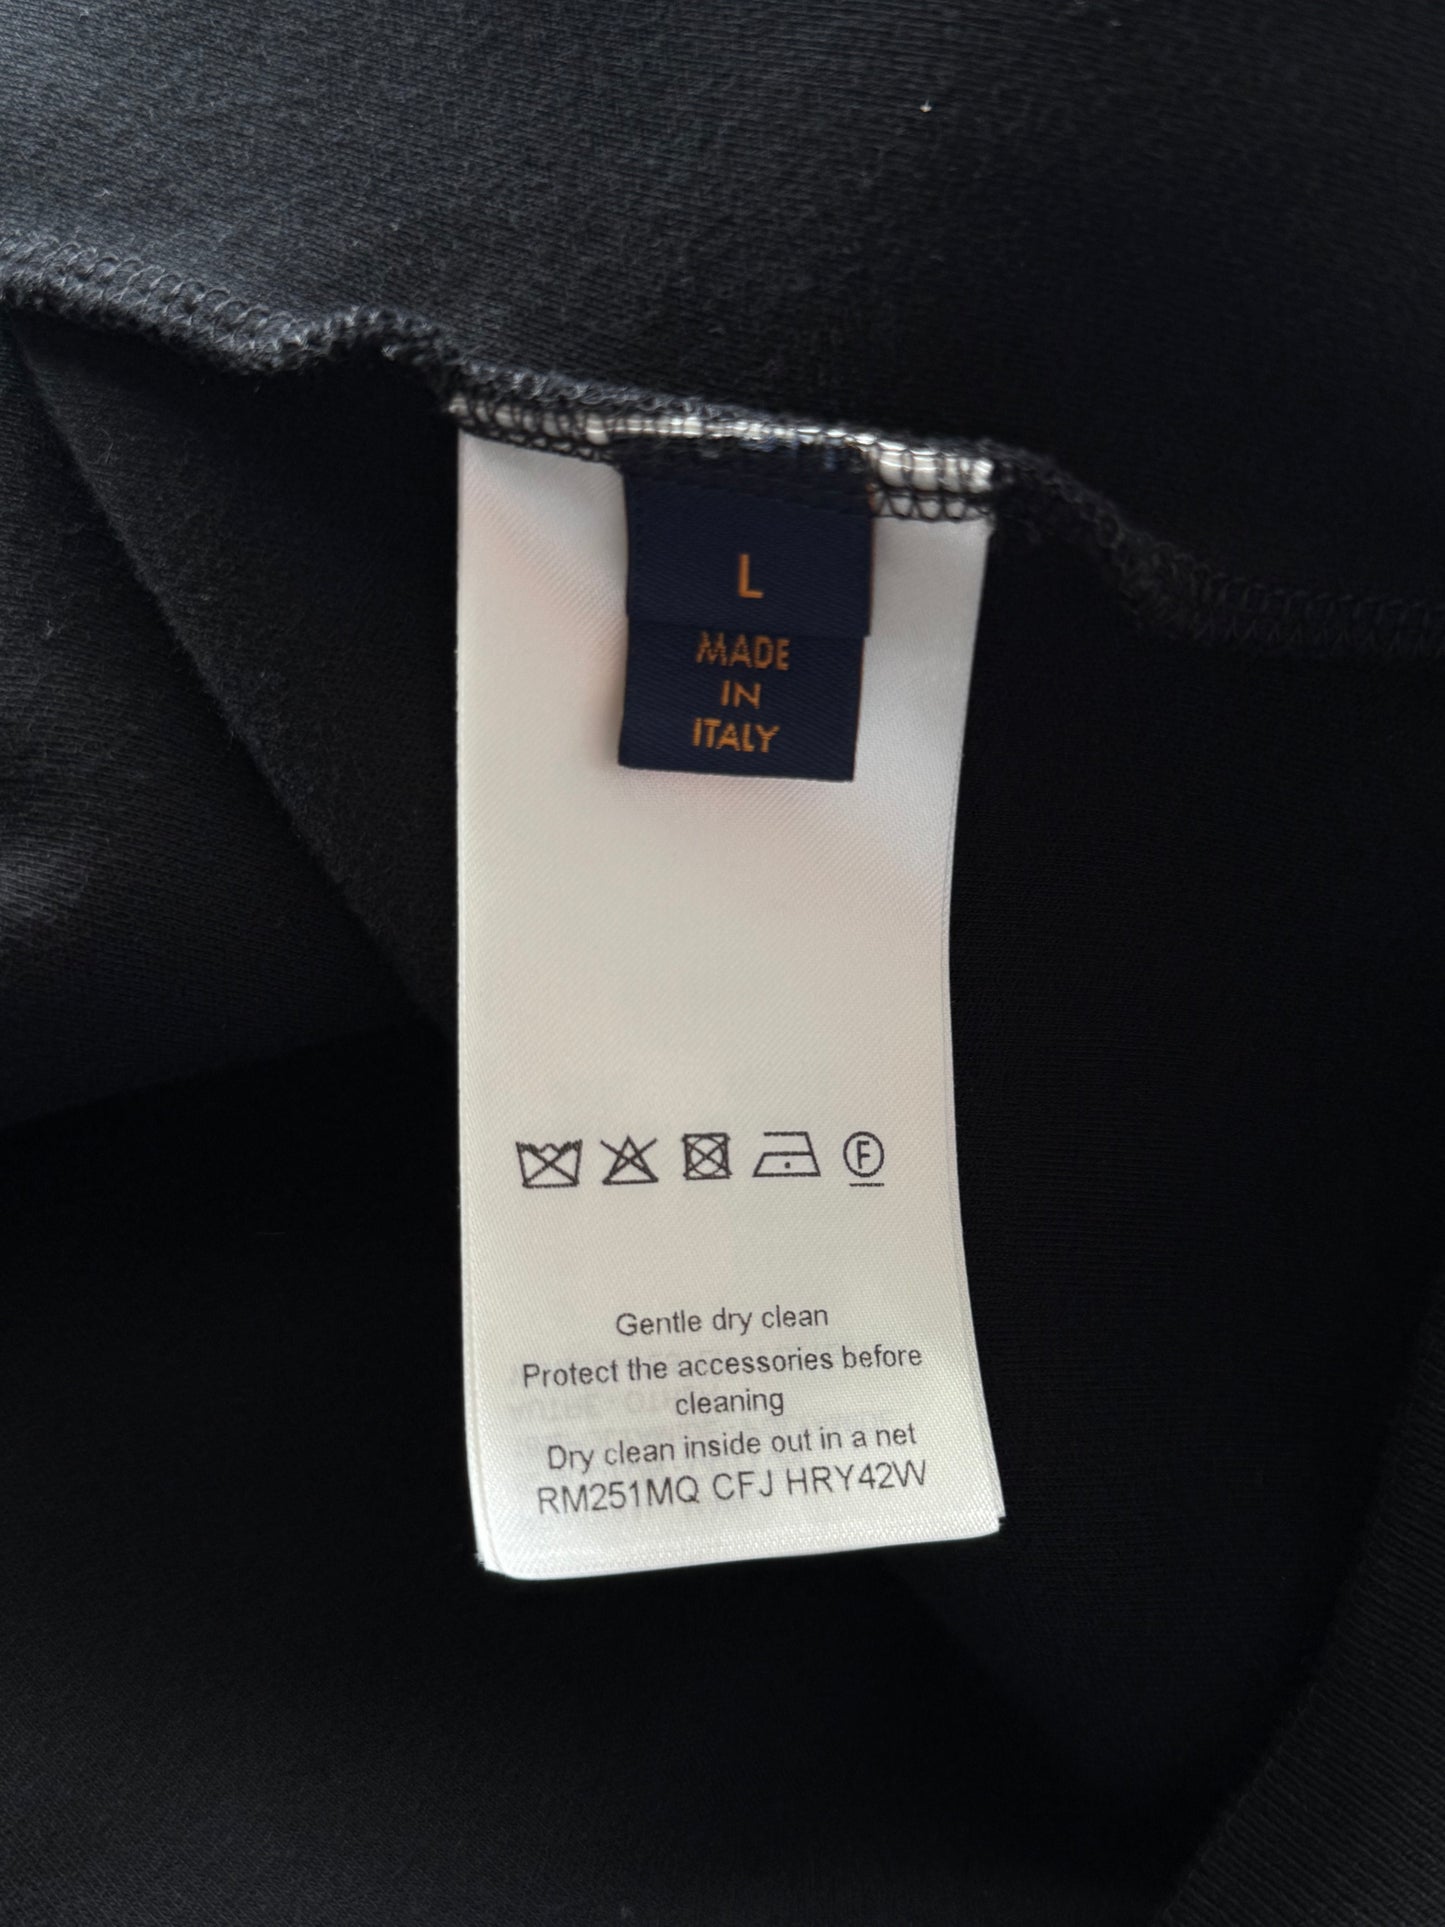 L
MADE
IN
ITALY
F
Gentle dry clean
Protect the accessories before
cleaning
Dry clean inside out in a net
RM251MQ CFJ HRY42W